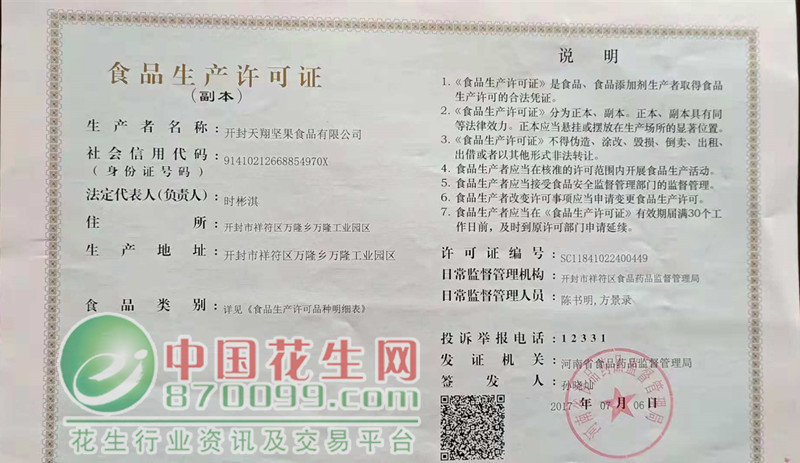 食品生产许可证
(副本)
生产者名称： 开封天翔坚果食品有限公司
社会信用代码： 91410212668854970X
(身份证号码)
法定代表人(负责人)： 时彬淇
住所： 开封市祥符区万隆乡万隆工业园区
生产地址： 开封市祥符区万隆乡万隆工业园区
食品类别： 详见《食品生产许可品种明细表》
说明
1. 《食品生产许可证》是食品、食品添加剂生产者取得食品
生产许可的合法凭证。
2. 《食品生产许可证》分为正本、副本。正本、副本具有同
等法律效力。正本应当悬挂或摆放在生产场所的显著位置。
3. 《食品生产许可证》不得伪造、涂改、毁损、倒卖、出租、
出借或者以其他形式非法转让。
4. 食品生产者应当在核准的许可范围内开展食品生产活动。
5. 食品生产者应当接受食品安全监督管理部门的监督管理。
6. 食品生产者改变许可事项应当申请变更食品生产许可。
7. 食品生产者应当在《食品生产许可证》有效期届满30个工
作日前，及时到原许可部门申请延续。
许可证编号： SC11841022400449
日常监督管理机构： 开封市祥符区食品药品监督管理局
日常监督管理人员： 陈书明,方景录
投诉举报电话：12331
发证机关： 河南省食品药品监督管理局
签发人： 孙晓灿
2017年07月06日
中国花生网
870099.com
花生行业资讯及交易平台